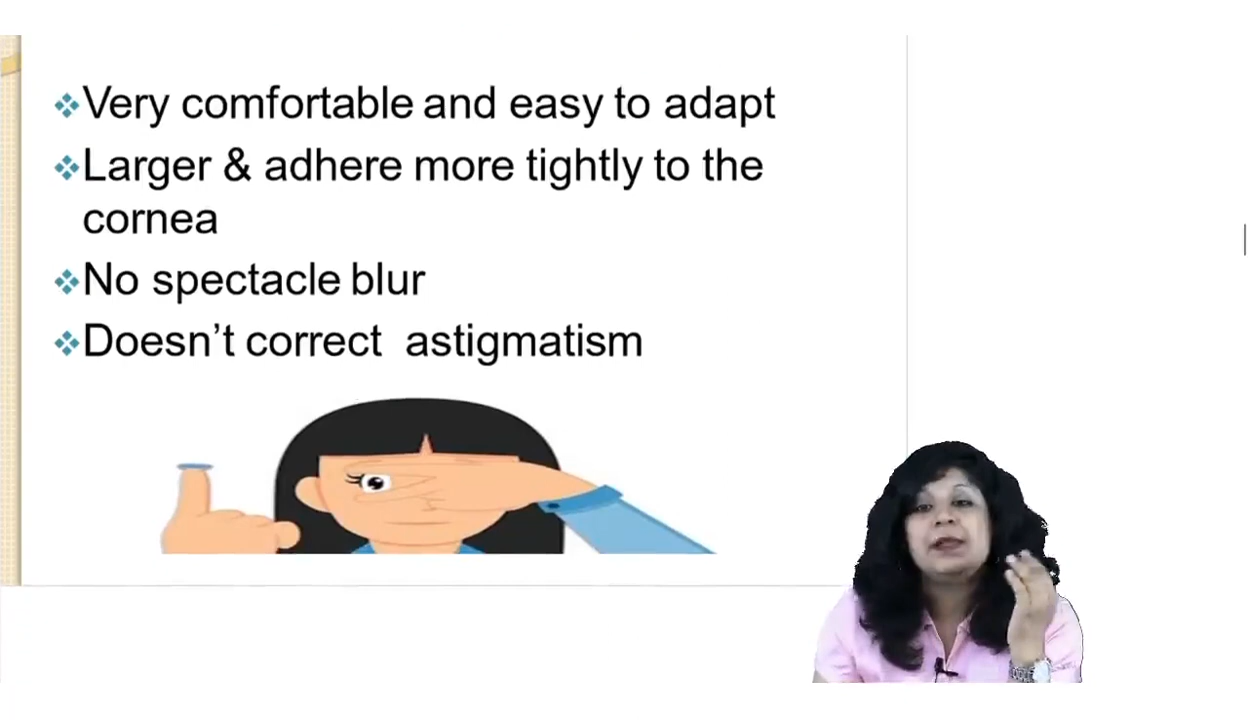 Very comfortable and easy to adapt
Larger & adhere more tightly to the
cornea
No spectacle blur
Doesn’t correct astigmatism